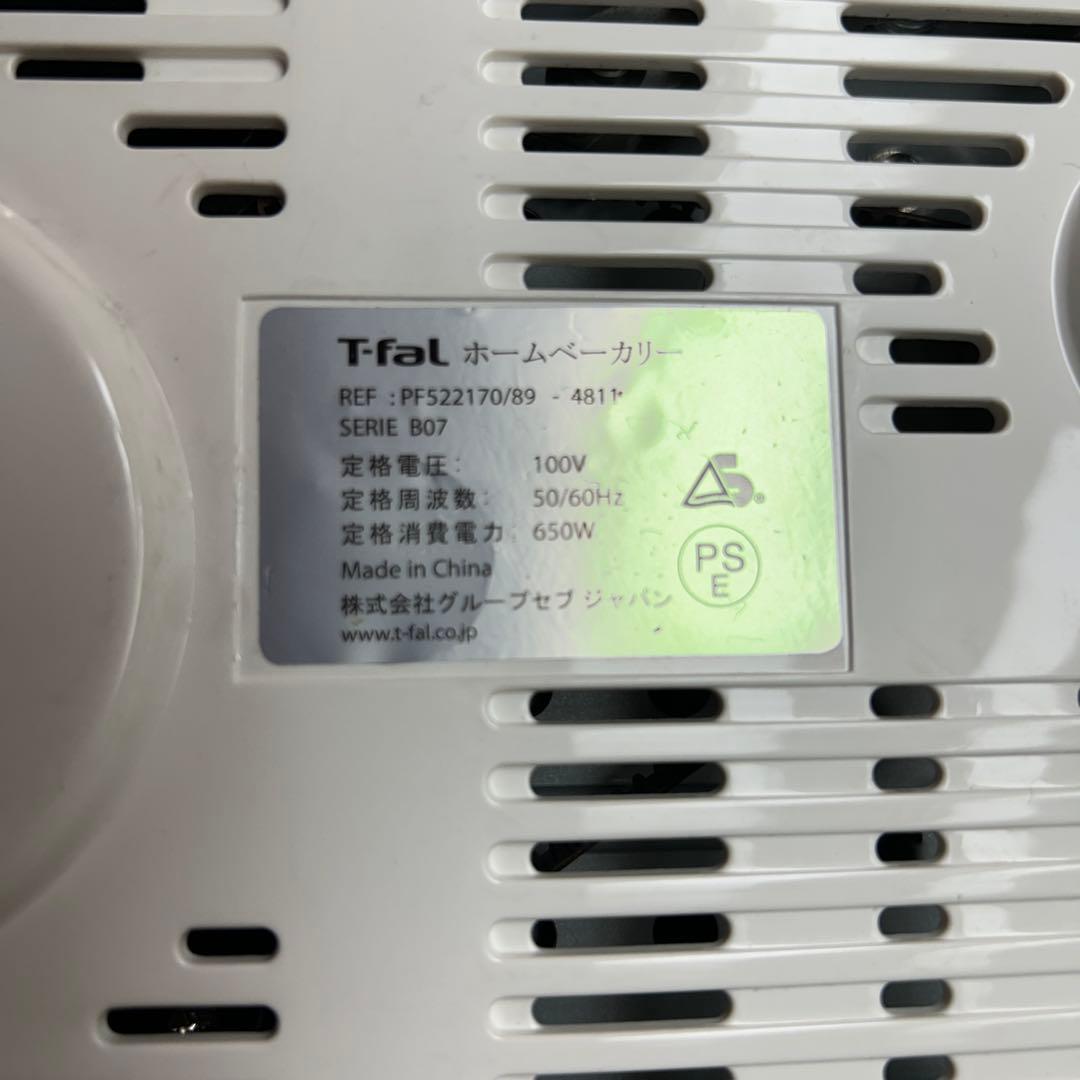 T-fal ホームベーカリー
REF : PF522170/89 - 4811r
SERIE B07
定格電圧: 100V
定格周波数: 50/60Hz
定格消費電力: 650W
Made in China
株式会社グループセブ ジャパン
www.t-fal.co.jp
S
®
PS
E